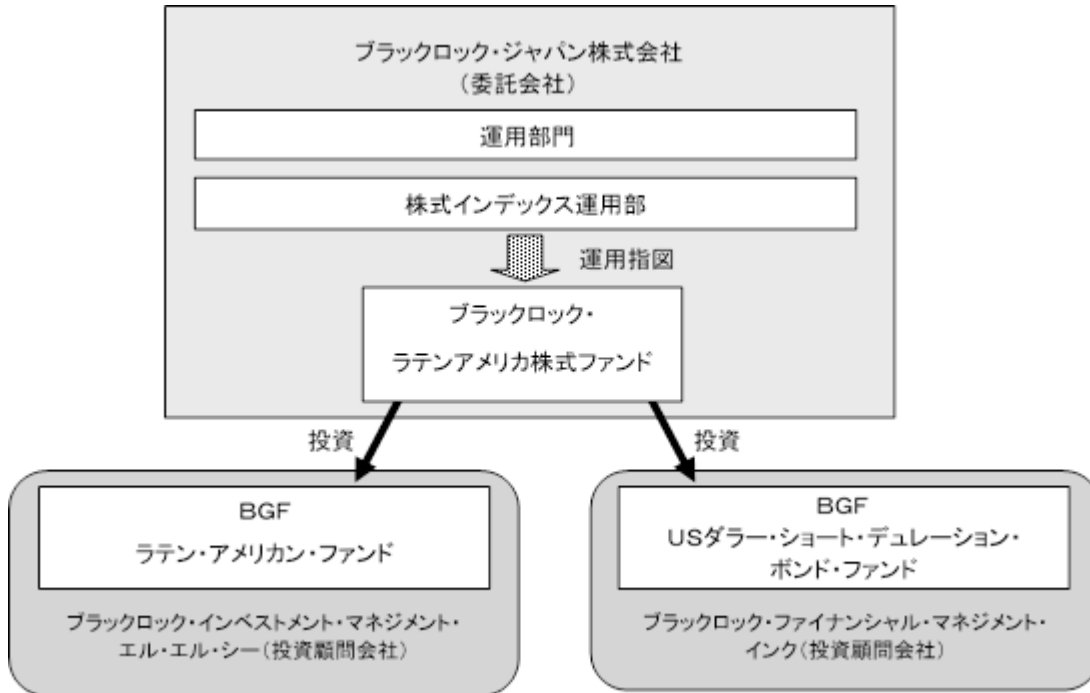 ブラックロック・ジャパン株式会社
（委託会社）
運用部門
株式インデックス運用部
運用指図
ブラックロック・
ラテンアメリカ株式ファンド
投資
投資
ＢＧＦ
ラテン・アメリカン・ファンド
ブラックロック・インベストメント・マネジメント・
エル・エル・シー（投資顧問会社）
ＢＧＦ
ＵＳダラー・ショート・デュレーション・
ボンド・ファンド
ブラックロック・ファイナンシャル・マネジメント・
インク（投資顧問会社）